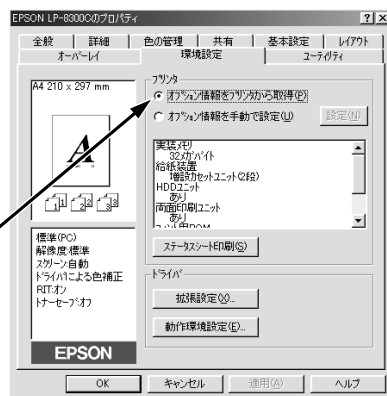 EPSON LP-8300Cのプロパティ
全般 詳細 色の管理 共有 基本設定 レイアウト
オーバーレイ 環境設定 ユーティリティ
A4 210 x 297 mm
A
1 1 2 2 3 3
標準(PC)
解像度:標準
スクリーン:自動
ドライバによる色補正
RIT:オン
トナーセーブ:オフ
EPSON
プリンタ
オプション情報をプリンタから取得(P)
オプション情報を手動で設定(U)
設定(N)
実装メモリ
32メガバイト
給紙装置
増設カセットユニット(2段)
HDDユニット
あり
両面印刷ユニット
あり
ステータスシート印刷(S)
ドライバ
拡張設定(X)...
動作環境設定(E)...
OK キャンセル 適用(A) ヘルプ